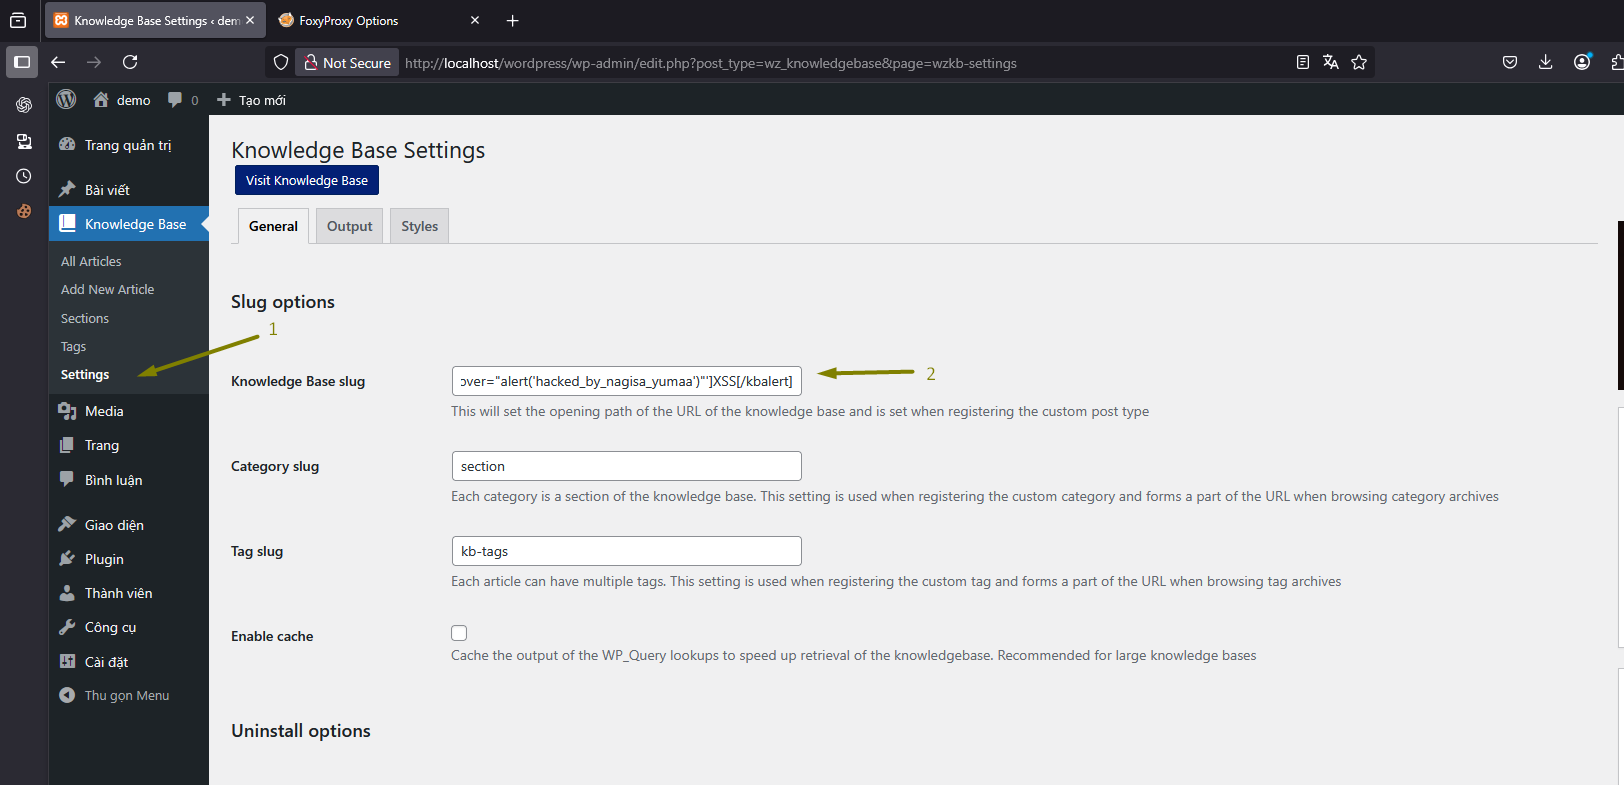 Knowledge Base Settings ‹ dem
FoxyProxy Options
Not Secure
http://localhost/wordpress/wp-admin/edit.php?post_type=wz_knowledgebase&page=wzkb-settings
demo
0
Tạo mới
Trang quản trị
Bài viết
Knowledge Base
All Articles
Add New Article
Sections
Tags
Settings
Media
Trang
Bình luận
Giao diện
Plugin
Thành viên
Công cụ
Cài đặt
Thu gọn Menu
Knowledge Base Settings
Visit Knowledge Base
General
Output
Styles
Slug options
1
Knowledge Base slug
over="alert('hacked_by_nagisa_yumaa')"']XSS[/kbalert]
2
This will set the opening path of the URL of the knowledge base and is set when registering the custom post type
Category slug
section
Each category is a section of the knowledge base. This setting is used when registering the custom category and forms a part of the URL when browsing category archives
Tag slug
kb-tags
Each article can have multiple tags. This setting is used when registering the custom tag and forms a part of the URL when browsing tag archives
Enable cache
Cache the output of the WP_Query lookups to speed up retrieval of the knowledgebase. Recommended for large knowledge bases
Uninstall options